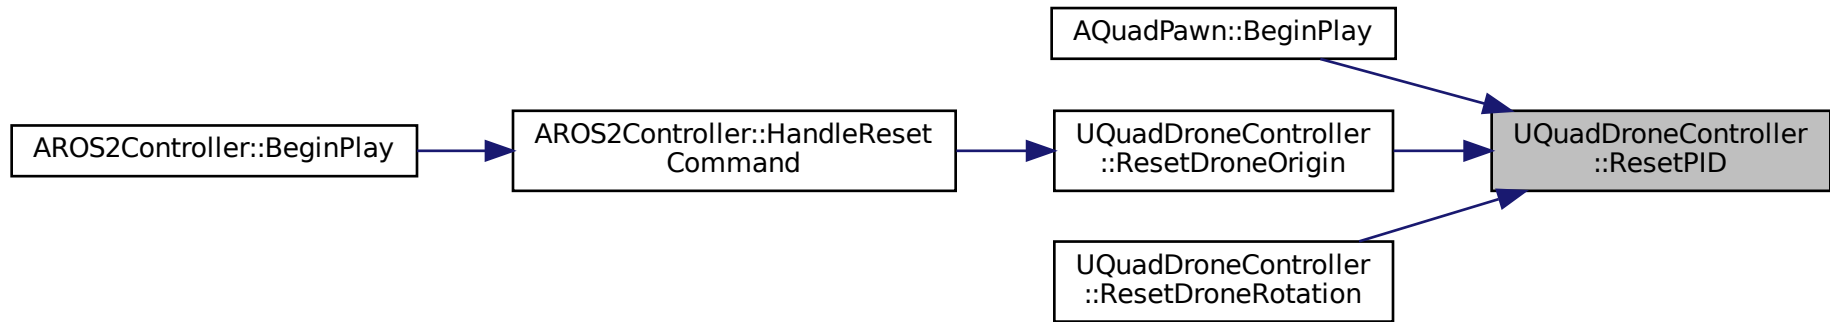 AQuadPawn::BeginPlay
AROS2Controller::BeginPlay
AROS2Controller::HandleReset
Command
UQuadDroneController
::ResetDroneOrigin
UQuadDroneController
::ResetPID
UQuadDroneController
::ResetDroneRotation